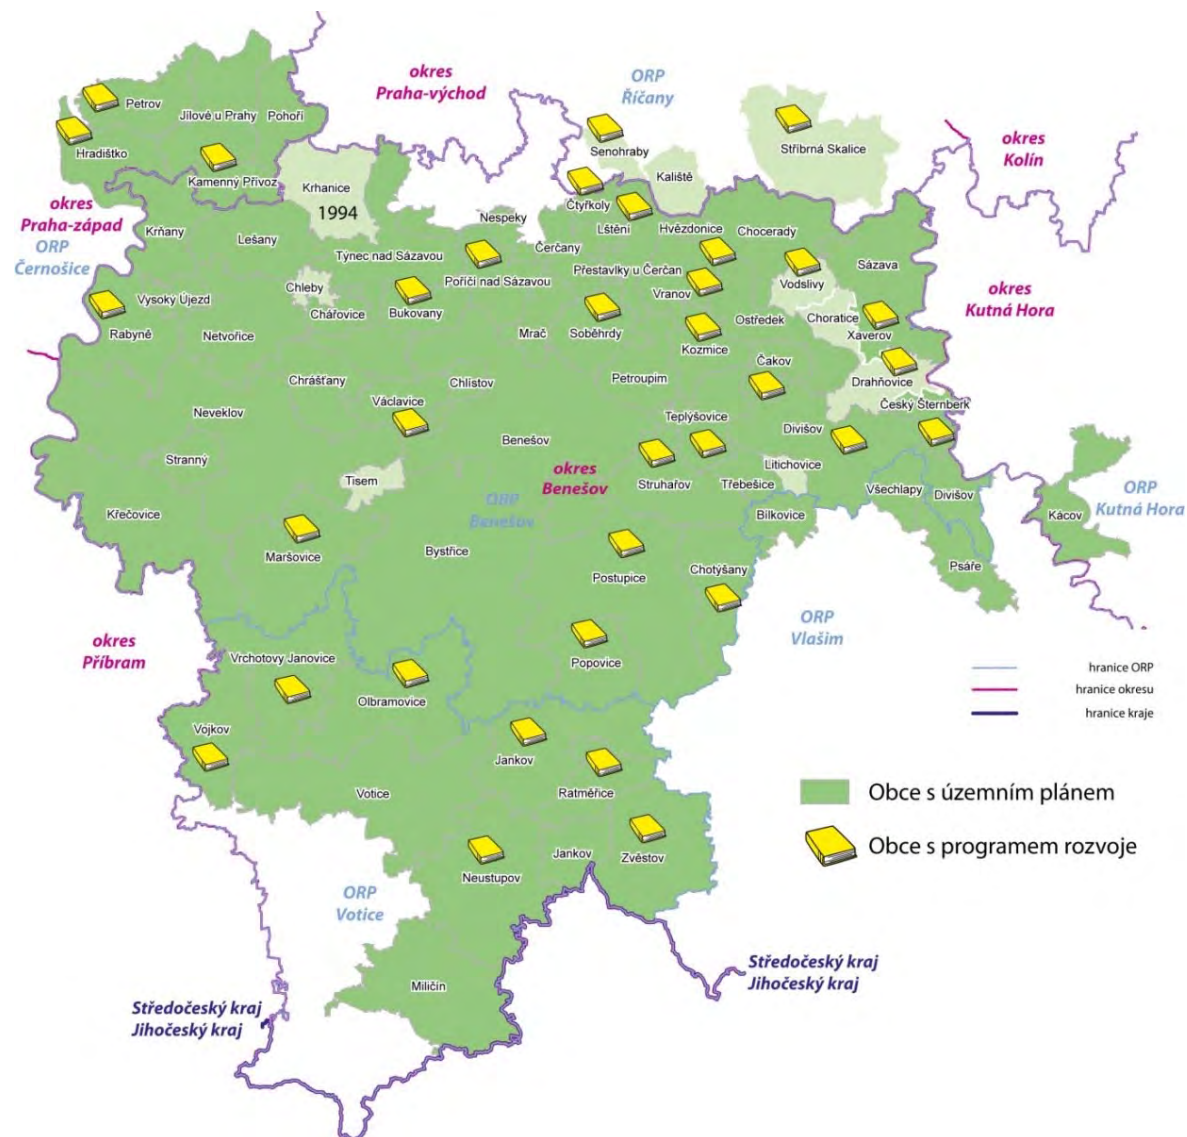 okres
Praha-východ
ORP
Říčany
okres
Kolín
Petrov
Jílové u Prahy
Pohoří
Hradištko
Kamenný Přívoz
Senohraby
Stříbrná Skalice
Kaliště
Krhanice
1994
okres
Praha-západ
ORP
Černošice
Krňany
Lešany
Čtyřkoly
Lštění
Nespeky
Hvězdonice
Chocerady
Týnec nad Sázavou
Čerčany
Poříčí nad Sázavou
Přestavlky u Čerčan
Sázava
okres
Kutná Hora
Chleby
Vysoký Újezd
Vranov
Vodslivy
Rabyně
Chářovice
Bukovany
Netvořice
Mrač
Soběhrdy
Ostředek
Choratice
Xaverov
Kozmice
Čakov
Chrášťany
Chlístov
Petroupim
Drahňovice
Václavice
Český Šternberk
Neveklov
Teplýšovice
Divišov
Benešov
Stranný
okres
Benešov
Tisem
Struhařov
Třebešice
Litichovice
Všechlapy
Divišov
ORP
Kutná Hora
Křečovice
ORP
Benešov
Bílkovice
Kácov
Maršovice
Bystřice
Postupice
Chotýšany
Psáře
ORP
Vlašim
okres
Příbram
Vrchotovy Janovice
Popovice
Olbramovice
hranice ORP
hranice okresu
hranice kraje
Vojkov
Jankov
Votice
Ratměřice
Obce s územním plánem
Obce s programem rozvoje
Neustupov
Jankov
Zvěstov
ORP
Votice
Miličín
Středočeský kraj
Jihočeský kraj
Středočeský kraj
Jihočeský kraj